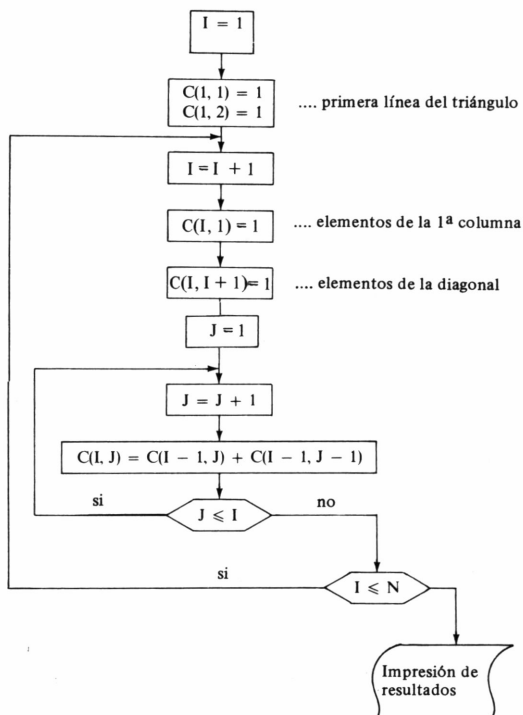 I = 1
C(1, 1) = 1
C(1, 2) = 1
.... primera línea del triángulo
I = I + 1
C(I, 1) = 1
.... elementos de la 1ª columna
C(I, I + 1) = 1
.... elementos de la diagonal
J = 1
J = J + 1
C(I, J) = C(I − 1, J) + C(I − 1, J − 1)
si
J ⩽ I
no
si
I ⩽ N
Impresión de
resultados